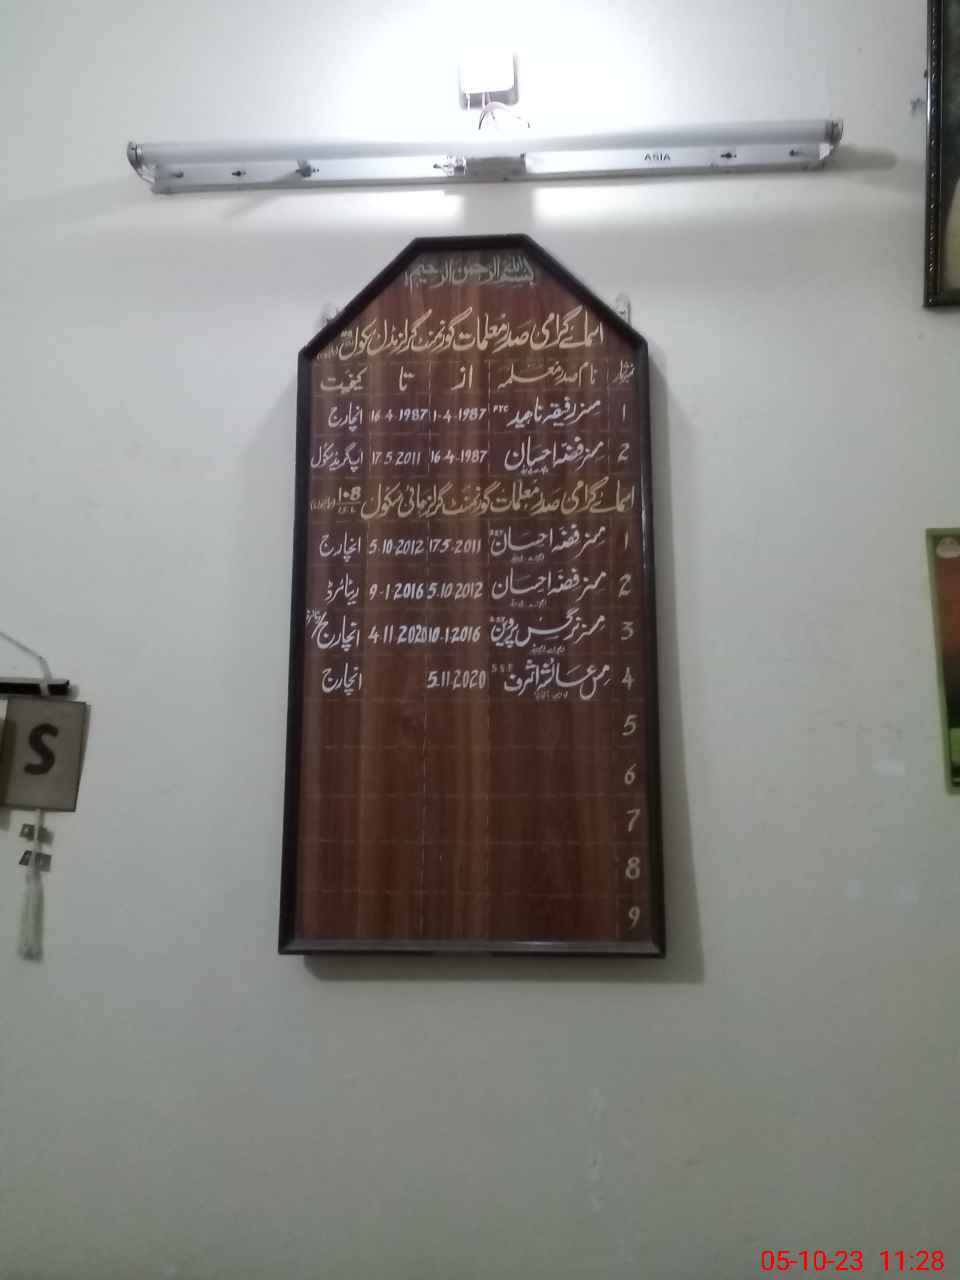 ASIA
بسم اللہ الرحمن الرحیم
اسمائے گرامی صدر معلمات گورنمنٹ گرلز مڈل سکول
نمبر شمار نام صدر معلمہ از تا کیفیت
1 مسز رفیقہ ناہید PTC 1-4-1987 16-4-1987 انچارج
2 مسز فضہ احسان 16-4-1987 17.5.2011 اپ گریڈ سکول
اسمائے گرامی صدر معلمات گورنمنٹ گرلز ہائی سکول 108
1 مسز فضہ احسان 17.5-2011 5.10-2012 انچارج
2 مسز فضہ احسان 5.10.2012 9-1-2016 ریٹائرڈ
3 مسز نرگس پروین 10-1-2016 4.11.2020 انچارج
4 مس عائشہ اشرف SSE 5.11.2020 انچارج
5
6
7
8
9
S
05-10-23 11:28